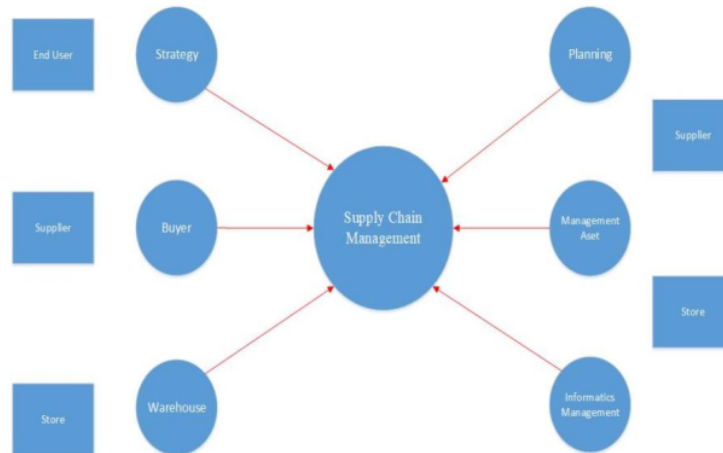 End User
Strategy
Planning
Supplier
Supplier
Buyer
Supply Chain
Management
Management
Aset
Store
Store
Warehouse
Informatics
Management